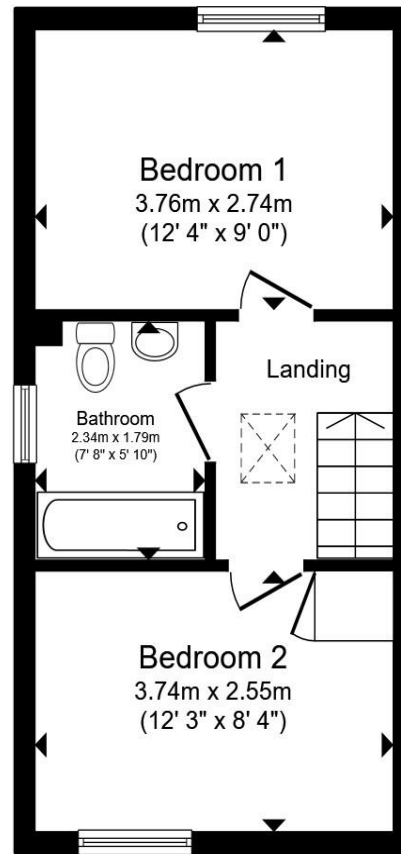 Bedroom 1
3.76m x 2.74m
(12' 4" x 9' 0")
Landing
Bathroom
2.34m x 1.79m
(7' 8" x 5' 10")
Bedroom 2
3.74m x 2.55m
(12' 3" x 8' 4")